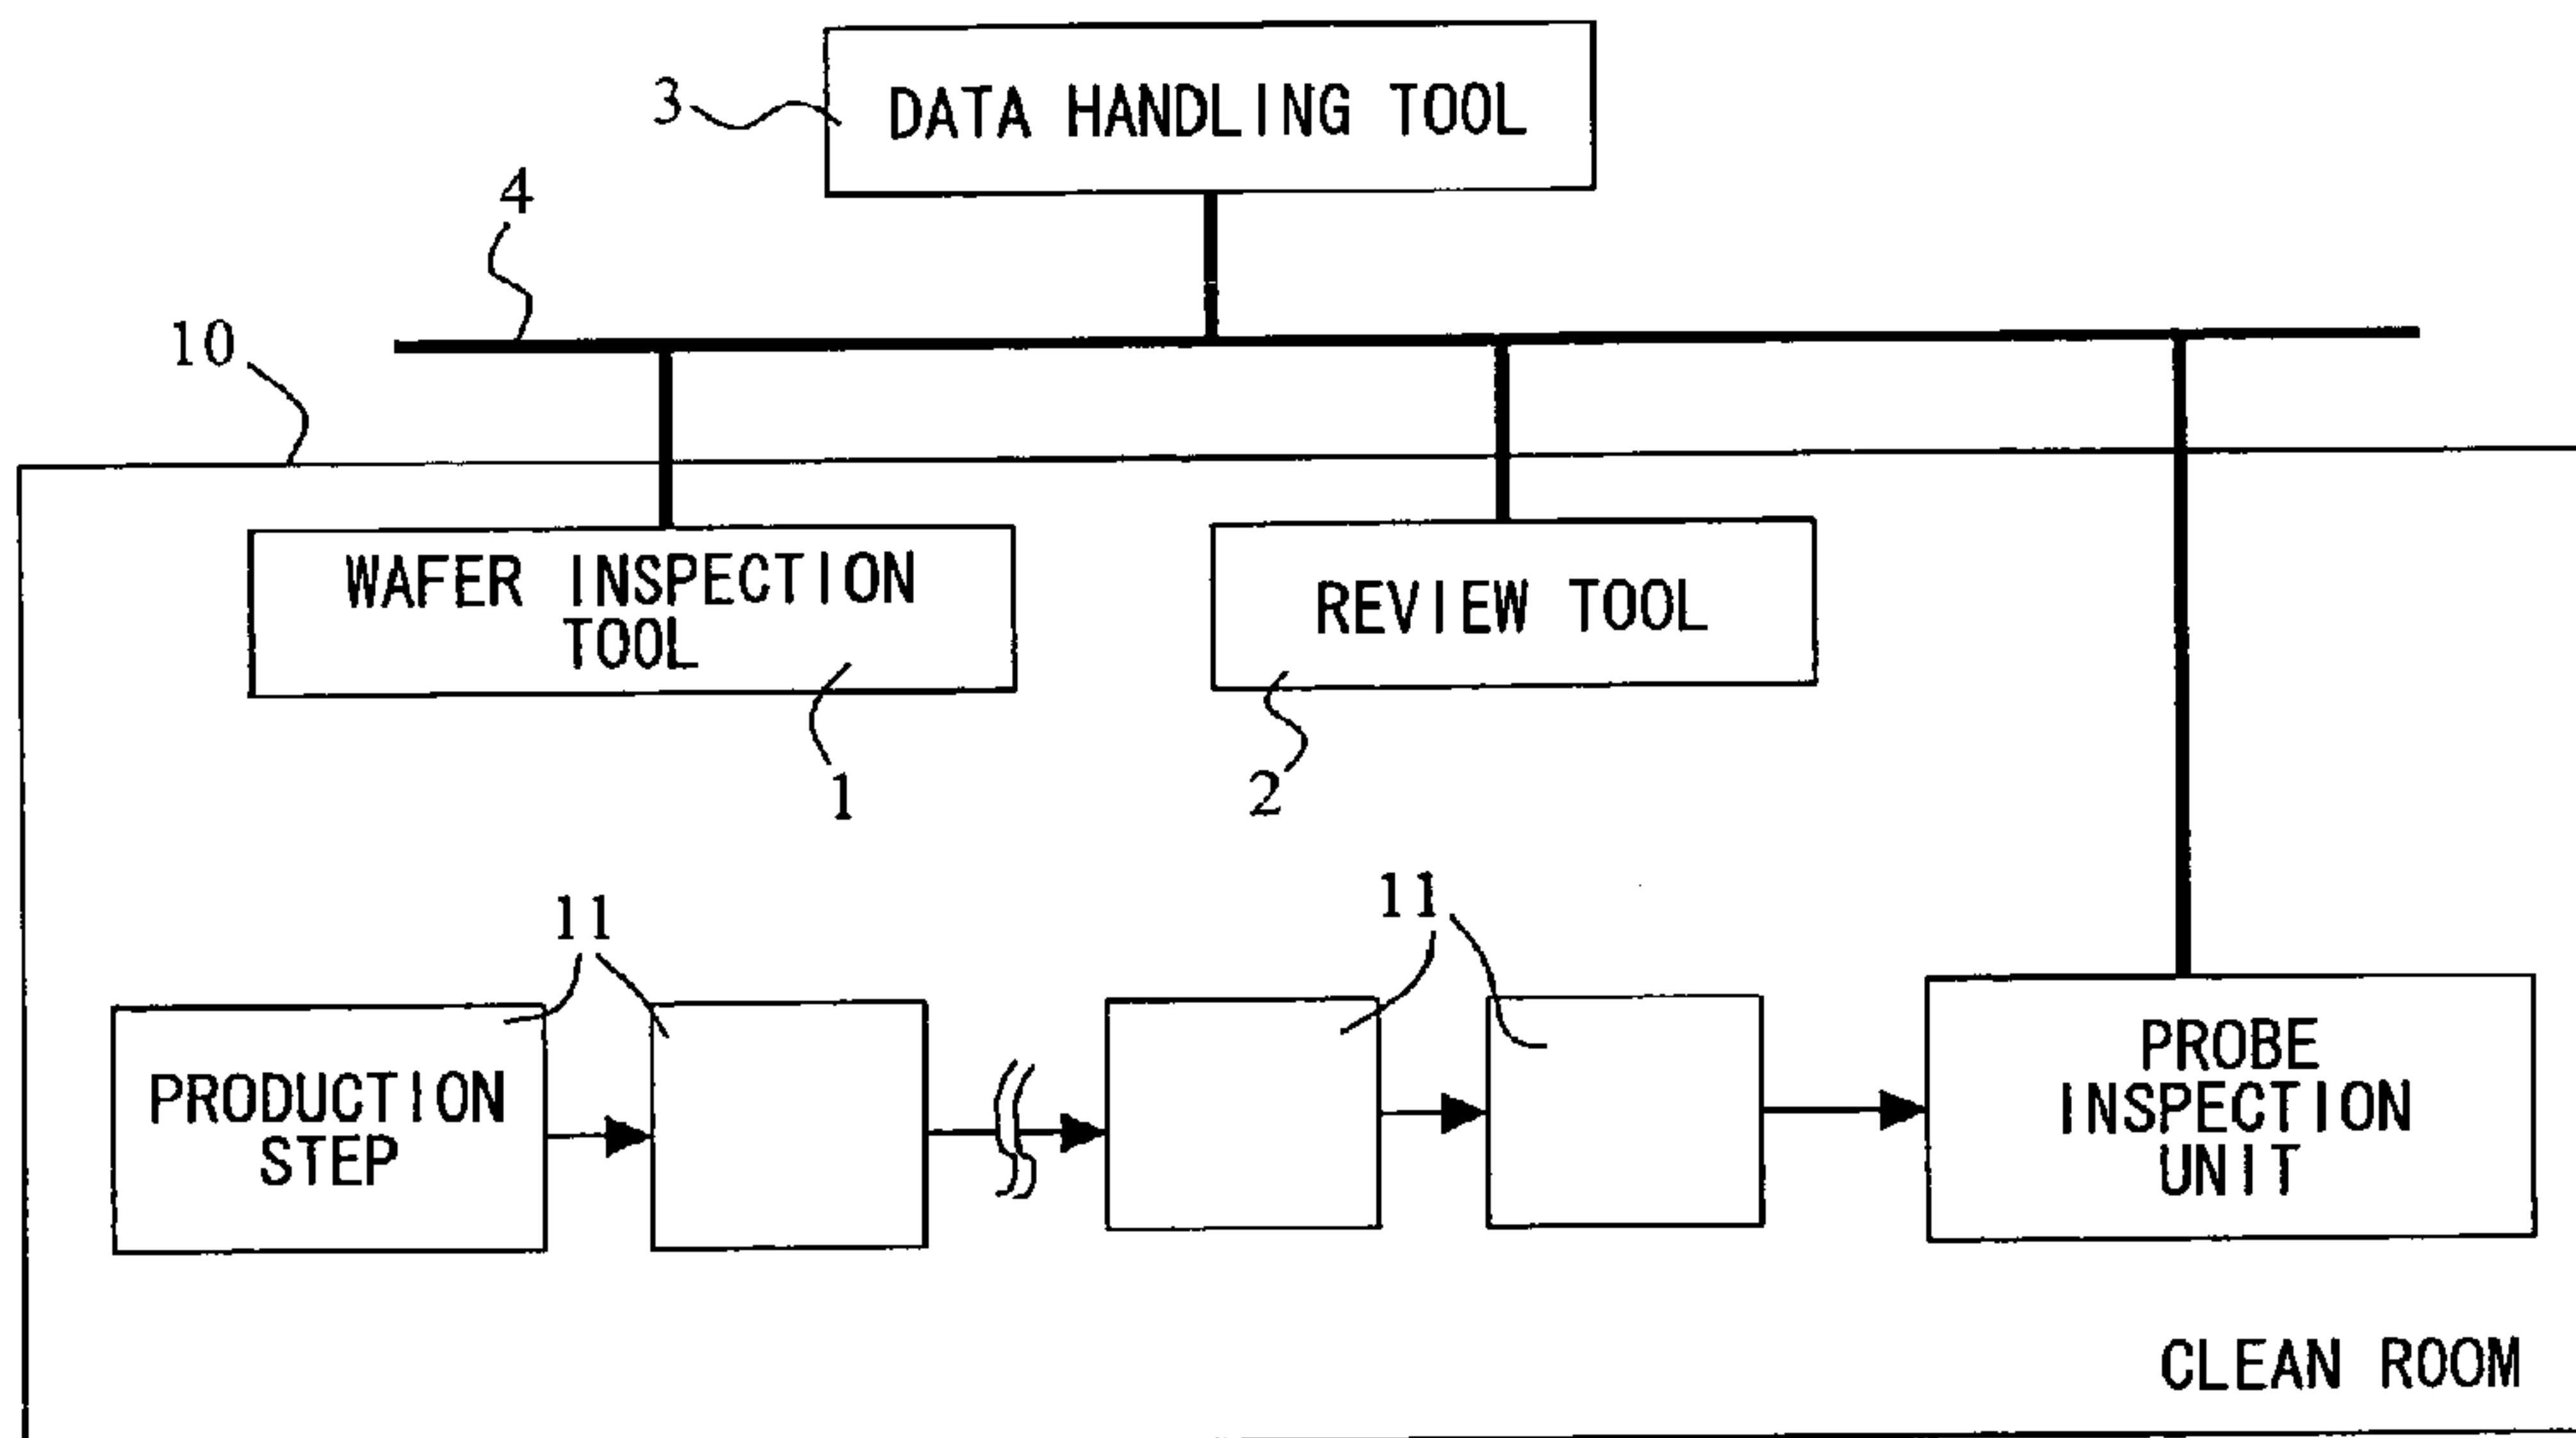 3
DATA HANDLING TOOL
4
10
WAFER INSPECTION
TOOL
REVIEW TOOL
1
2
11
11
PRODUCTION
STEP
PROBE
INSPECTION
UNIT
CLEAN ROOM